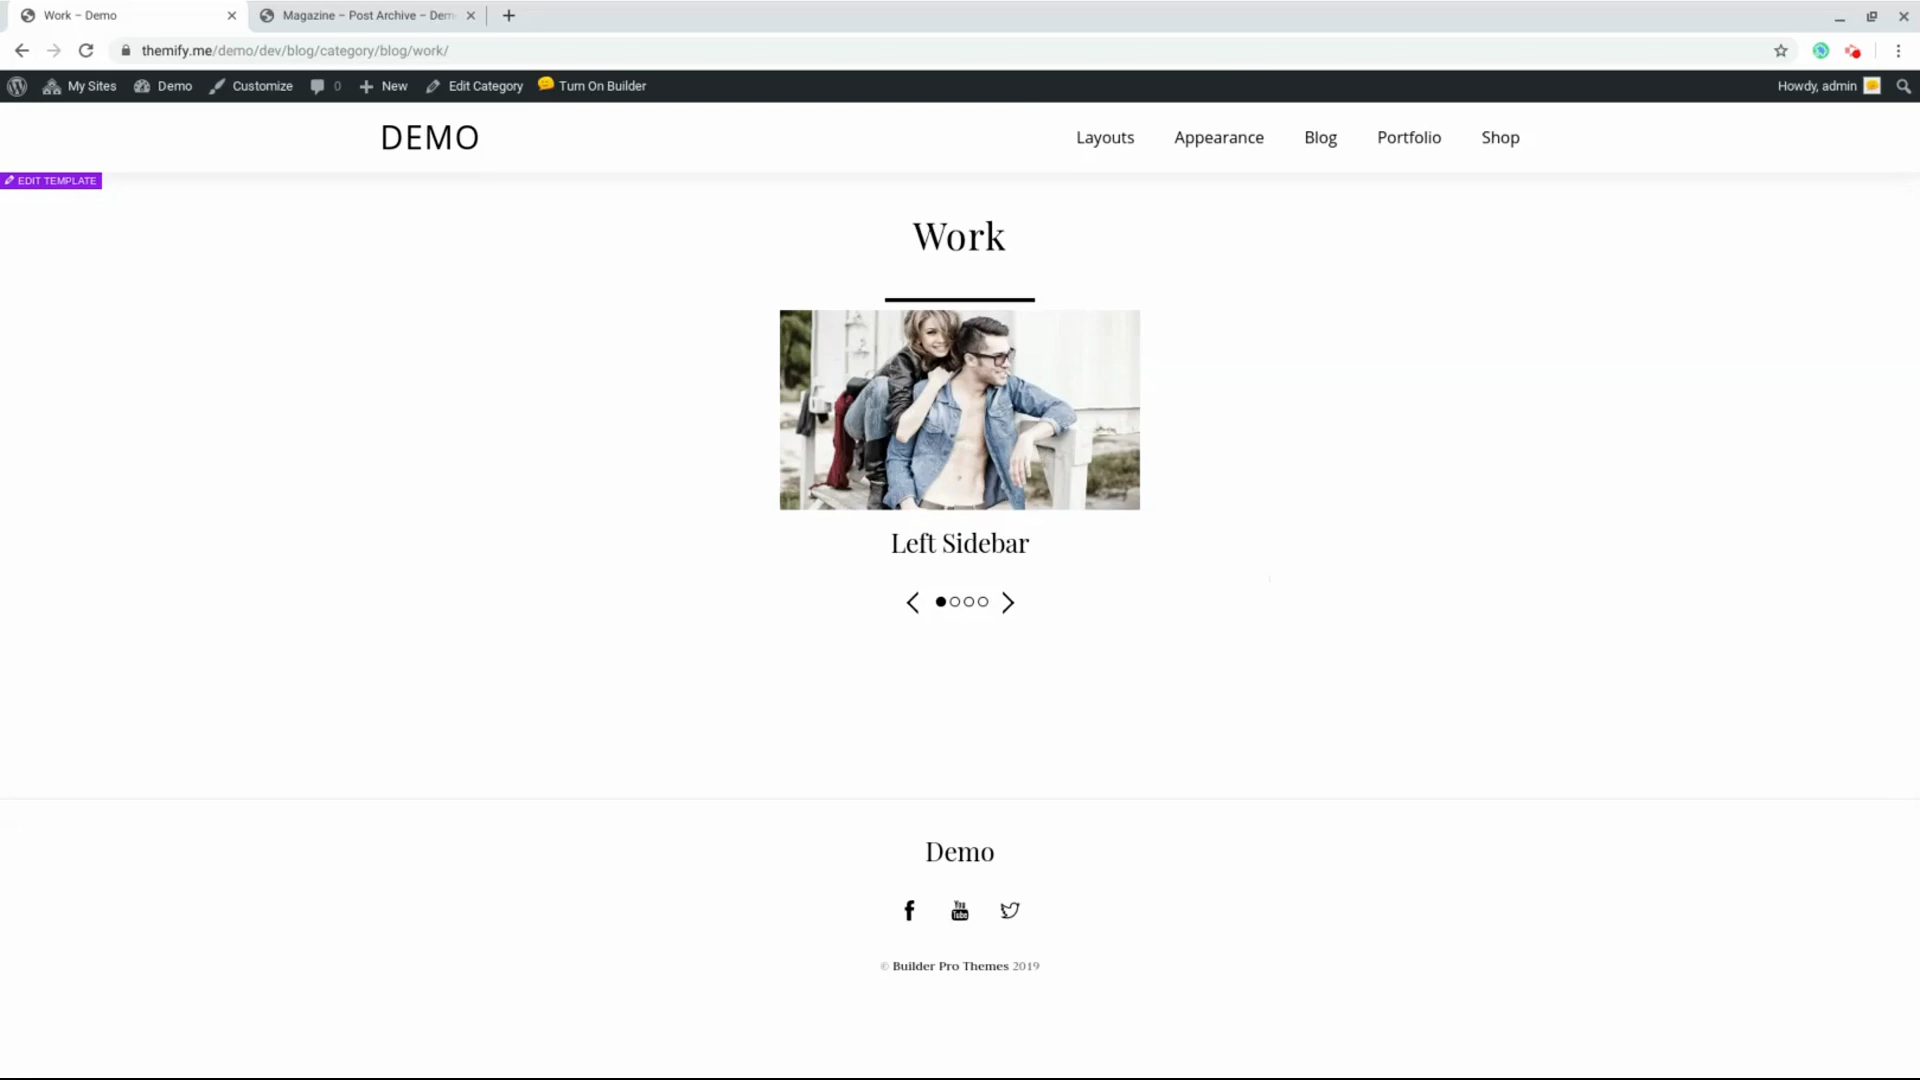 Work – Demo
Magazine – Post Archive – Dem
themify.me/demo/dev/blog/category/blog/work/
My Sites Demo Customize 0 New Edit Category Turn On Builder Howdy, admin
DEMO Layouts Appearance Blog Portfolio Shop
EDIT TEMPLATE
Work
Left Sidebar
Demo
You Tube
© Builder Pro Themes 2019